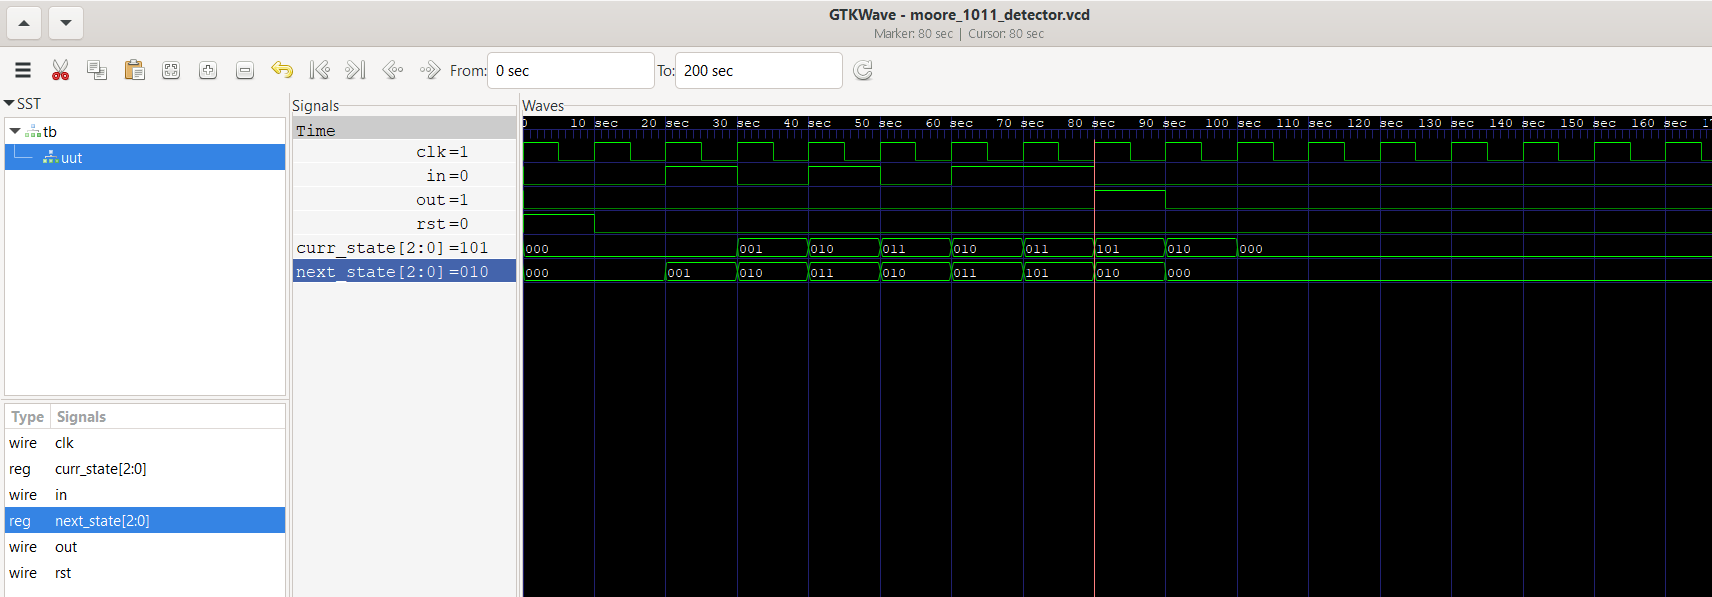 GTKWave - moore_1011_detector.vcd
Marker: 80 sec | Cursor: 80 sec
From: 0 sec To: 200 sec
SST
tb
uut
Type Signals
wire clk
reg curr_state[2:0]
wire in
reg next_state[2:0]
wire out
wire rst
Signals
Time
clk=1
in=0
out=1
rst=0
curr_state[2:0]=101
next_state[2:0]=010
Waves
0 10 sec 20 sec 30 sec 40 sec 50 sec 60 sec 70 sec 80 sec 90 sec 100 sec 110 sec 120 sec 130 sec 140 sec 150 sec 160 sec
000 001 010 011 010 011 101 010 000
000 001 010 011 010 011 101 010 000